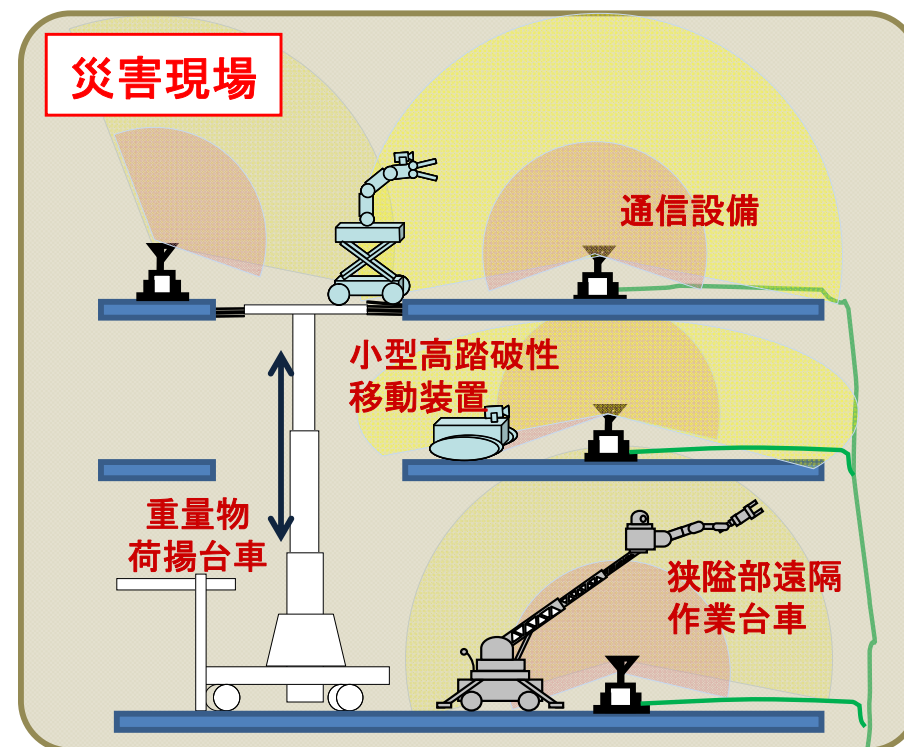 災害現場
通信設備
小型高踏破性
移動装置
重量物
荷揚台車
狭隘部遠隔
作業台車